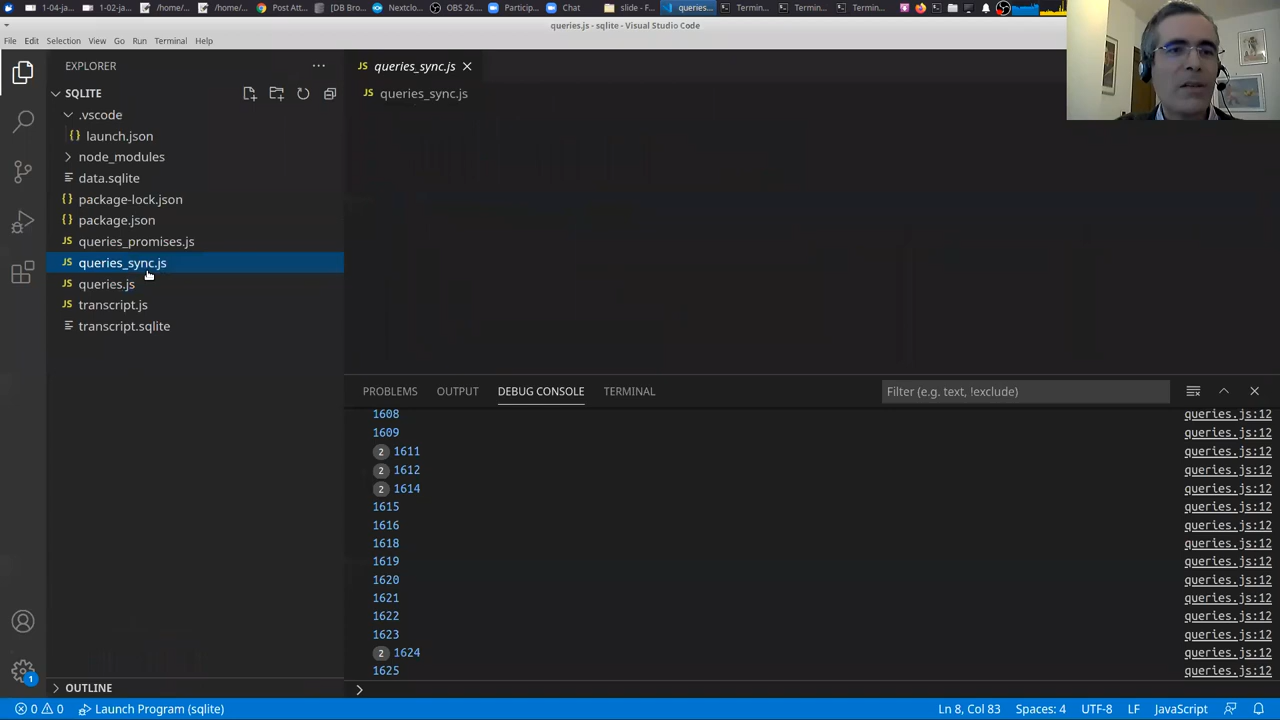 1-04-ja...
1-02-ja...
/home/...
/home/...
Post Att...
[DB Bro...
Nextclo...
OBS 26...
Particip...
Chat
slide - F...
queries...
Termin...
Termin...
Termin...
queries.js - sqlite - Visual Studio Code
File Edit Selection View Go Run Terminal Help
EXPLORER
SQLITE
.vscode
launch.json
node_modules
data.sqlite
package-lock.json
package.json
queries_promises.js
queries_sync.js
queries.js
transcript.js
transcript.sqlite
OUTLINE
JS queries_sync.js
JS queries_sync.js
PROBLEMS OUTPUT DEBUG CONSOLE TERMINAL
Filter (e.g. text, !exclude)
1608 queries.js:12
1609 queries.js:12
2 1611 queries.js:12
2 1612 queries.js:12
2 1614 queries.js:12
1615 queries.js:12
1616 queries.js:12
1618 queries.js:12
1619 queries.js:12
1620 queries.js:12
1621 queries.js:12
1622 queries.js:12
1623 queries.js:12
2 1624 queries.js:12
1625 queries.js:12
1
0 0 Launch Program (sqlite)
Ln 8, Col 83 Spaces: 4 UTF-8 LF JavaScript